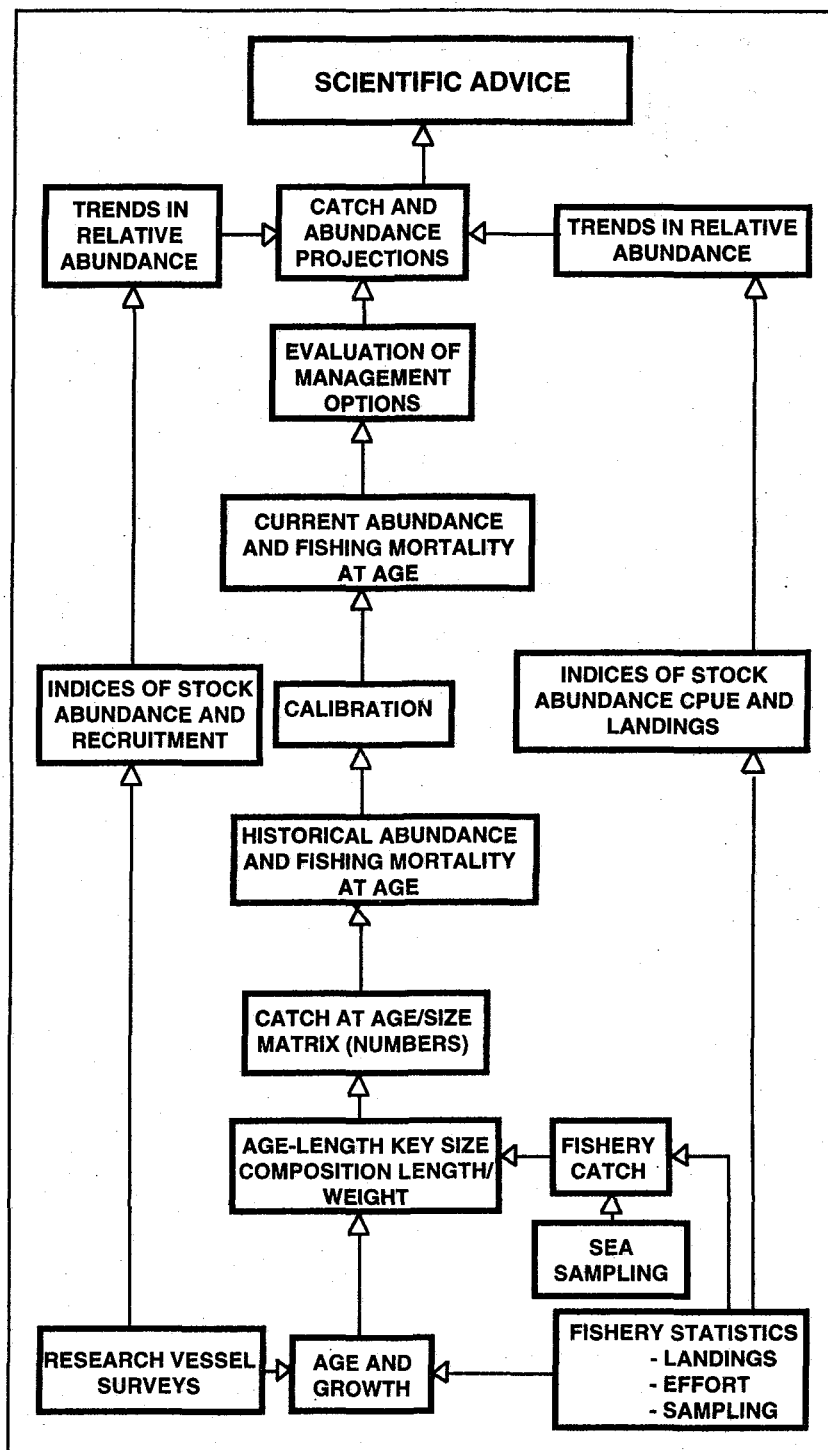 SCIENTIFIC ADVICE
TRENDS IN
RELATIVE
ABUNDANCE
CATCH AND
ABUNDANCE
PROJECTIONS
TRENDS IN RELATIVE
ABUNDANCE
EVALUATION OF
MANAGEMENT
OPTIONS
CURRENT ABUNDANCE
AND FISHING MORTALITY
AT AGE
INDICES OF STOCK
ABUNDANCE AND
RECRUITMENT
CALIBRATION
INDICES OF STOCK
ABUNDANCE CPUE AND
LANDINGS
HISTORICAL ABUNDANCE
AND FISHING MORTALITY
AT AGE
CATCH AT AGE/SIZE
MATRIX (NUMBERS)
AGE-LENGTH KEY SIZE
COMPOSITION LENGTH/
WEIGHT
FISHERY
CATCH
SEA
SAMPLING
RESEARCH VESSEL
SURVEYS
AGE AND
GROWTH
FISHERY STATISTICS
- LANDINGS
- EFFORT
- SAMPLING